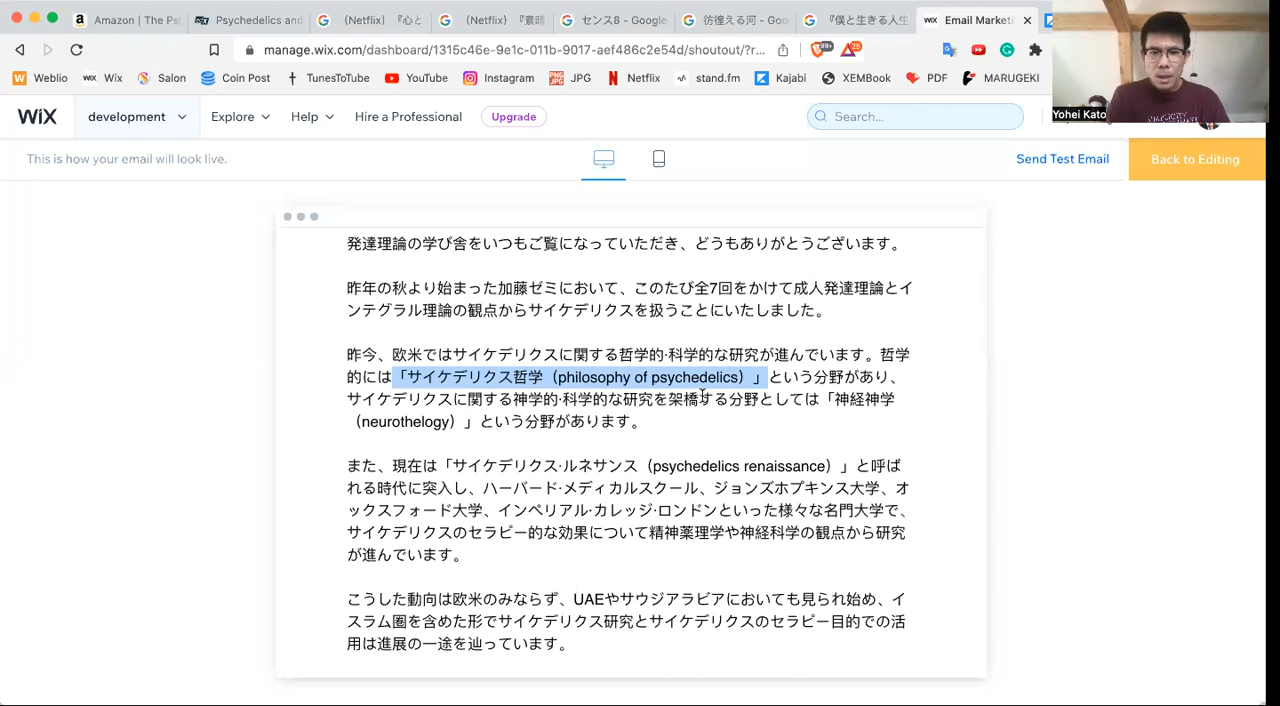 Amazon | The Ps
Psychedelics and
(Netflix) 『心と
(Netflix) 『素晴
センス8 - Google
彷徨える河 - Goo
『僕と生きる人生
WiX Email Marketi
manage.wix.com/dashboard/1315c46e-9e1c-011b-9017-aef486c2e54d/shoutout/?r...
99+
26
W Weblio
WiX Wix
Salon
Coin Post
TunesToTube
YouTube
Instagram
JPG
Netflix
stand.fm
Kajabi
XEMBook
PDF
MARUGEKI
Yohei Kato
WiX
development
Explore
Help
Hire a Professional
Upgrade
Search...
This is how your email will look live.
Send Test Email
Back to Editing
発達理論の学び舎をいつもご覧になっていただき、どうもありがとうございます。
昨年の秋より始まった加藤ゼミにおいて、このたび全7回をかけて成人発達理論とイ
ンテグラル理論の観点からサイケデリクスを扱うことにいたしました。
昨今、欧米ではサイケデリクスに関する哲学的·科学的な研究が進んでいます。哲学
的には「サイケデリクス哲学（philosophy of psychedelics）」という分野があり、
サイケデリクスに関する神学的·科学的な研究を架橋する分野としては「神経神学
（neurothelogy）」という分野があります。
また、現在は「サイケデリクス·ルネサンス（psychedelics renaissance）」と呼ば
れる時代に突入し、ハーバード·メディカルスクール、ジョンズホプキンス大学、オ
ックスフォード大学、インペリアル·カレッジ·ロンドンといった様々な名門大学で、
サイケデリクスのセラピー的な効果について精神薬理学や神経科学の観点から研究
が進んでいます。
こうした動向は欧米のみならず、UAEやサウジアラビアにおいても見られ始め、イ
スラム圏を含めた形でサイケデリクス研究とサイケデリクスのセラピー目的での活
用は進展の一途を辿っています。